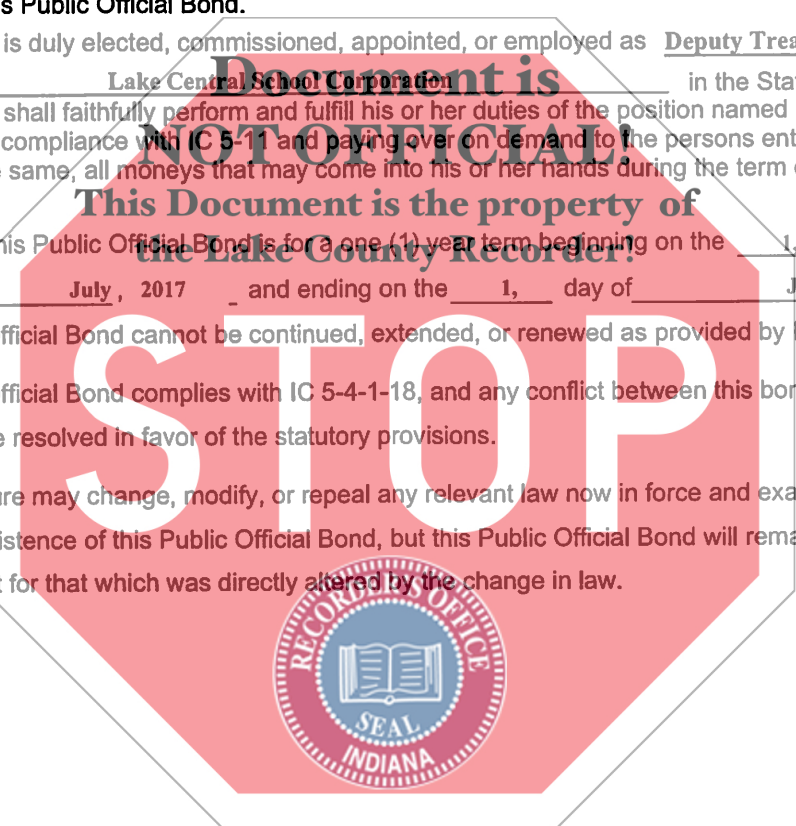 s Public Official Bond.
is duly elected, commissioned, appointed, or employed as Deputy Trea
Document is
Lake Central School Corporation in the Stat
shall faithfully perform and fulfill his or her duties of the position named
NOT OFFICIAL!
compliance with IC 5-11 and paying over on demand to the persons ent
same, all moneys that may come into his or her hands during the term
This Document is the property of
his Public Official Bond is for a one (1) year term beginning on the 1,
the Lake County Recorder!
July, 2017 and ending on the 1, day of J
fficial Bond cannot be continued, extended, or renewed as provided by
fficial Bond complies with IC 5-4-1-18, and any conflict between this bon
e resolved in favor of the statutory provisions.
STOP
ure may change, modify, or repeal any relevant law now in force and exa
istence of this Public Official Bond, but this Public Official Bond will rema
t for that which was directly altered by the change in law.
RECORDER'S OFFICE
SEAL
INDIANA